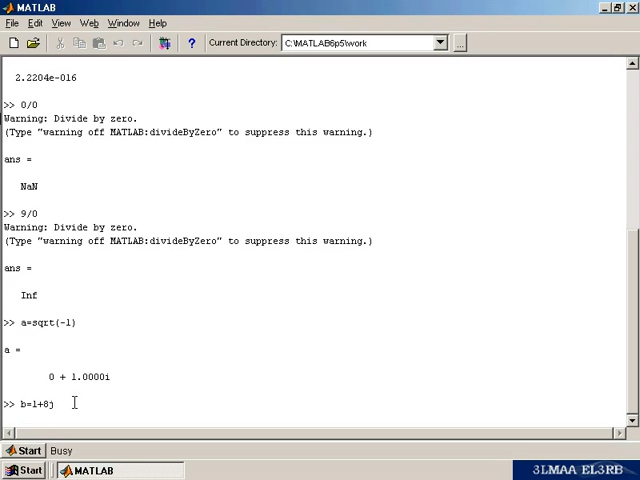 MATLAB
File Edit View Web Window Help
Current Directory: C:\MATLAB6p5\work ...
2.2204e-016
>> 0/0
Warning: Divide by zero.
(Type "warning off MATLAB:divideByZero" to suppress this warning.)
ans =
NaN
>> 9/0
Warning: Divide by zero.
(Type "warning off MATLAB:divideByZero" to suppress this warning.)
ans =
Inf
>> a=sqrt(-1)
a =
0 + 1.0000i
>> b=1+8j
Start Busy
Start MATLAB 3LMAA EL3RB